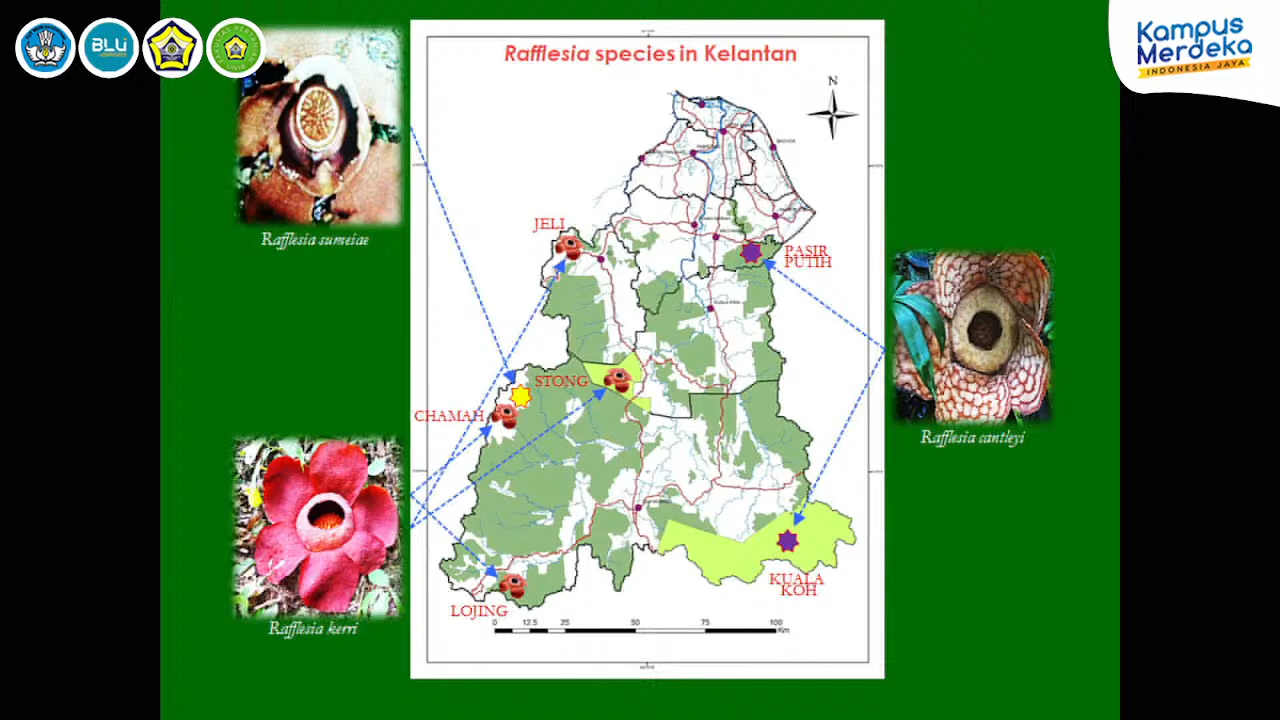 BLU
Kampus
Merdeka
INDONESIA JAYA
Rafflesia species in Kelantan
N
Rafflesia sumeiae
JELI
PASIR
PUTIH
STONG
CHAMAH
Rafflesia cantleyi
Rafflesia kerri
KUALA
KOH
LOJING
0 12.5 25 50 75 100
Km